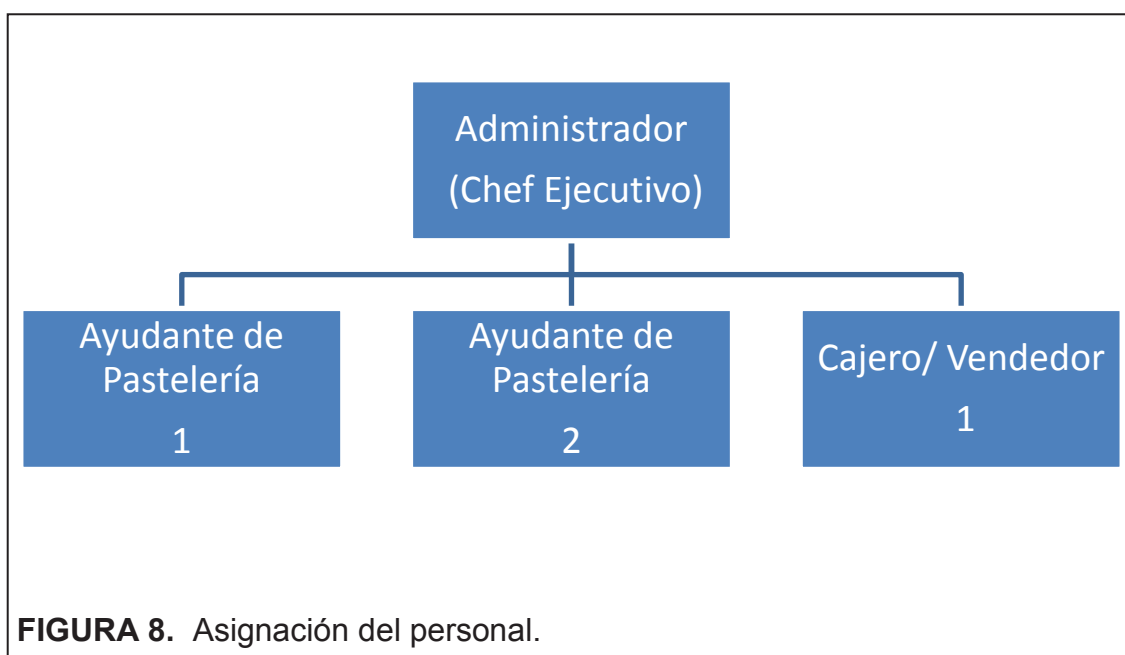 Administrador
(Chef Ejecutivo)
Ayudante de
Pastelería
1
Ayudante de
Pastelería
2
Cajero/ Vendedor
1
FIGURA 8. Asignación del personal.